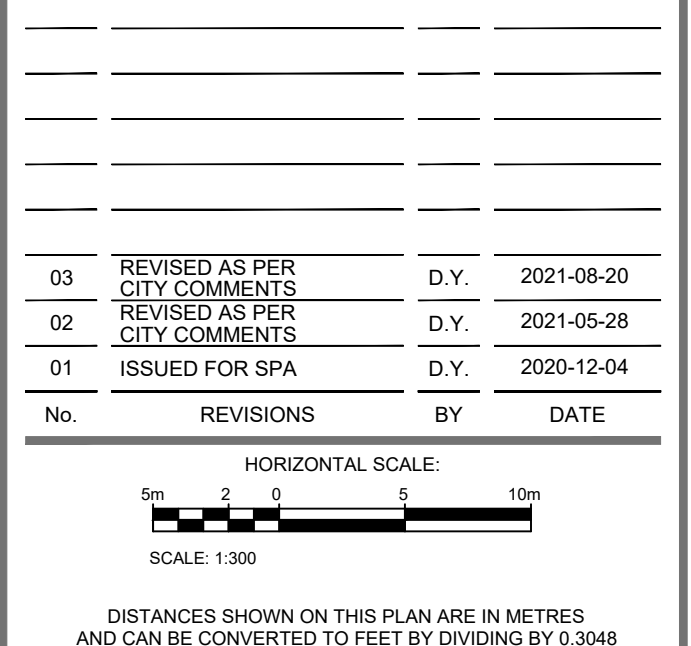 03 REVISED AS PER CITY COMMENTS D.Y. 2021-08-20
02 REVISED AS PER CITY COMMENTS D.Y. 2021-05-28
01 ISSUED FOR SPA D.Y. 2020-12-04
No. REVISIONS BY DATE
HORIZONTAL SCALE:
5m 2 0 5 10m
SCALE: 1:300
DISTANCES SHOWN ON THIS PLAN ARE IN METRES
AND CAN BE CONVERTED TO FEET BY DIVIDING BY 0.3048